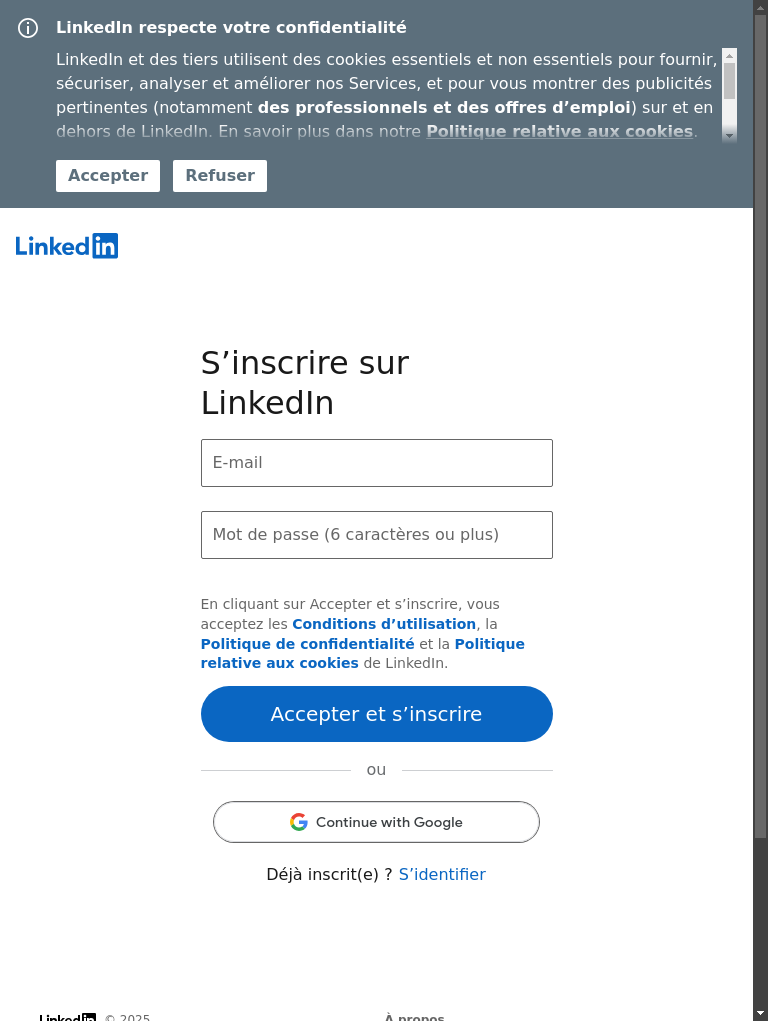 LinkedIn respecte votre confidentialité
LinkedIn et des tiers utilisent des cookies essentiels et non essentiels pour fournir,
sécuriser, analyser et améliorer nos Services, et pour vous montrer des publicités
pertinentes (notamment des professionnels et des offres d’emploi) sur et en
dehors de LinkedIn. En savoir plus dans notre Politique relative aux cookies.
Accepter Refuser
LinkedIn
S’inscrire sur
LinkedIn
E-mail
Mot de passe (6 caractères ou plus)
En cliquant sur Accepter et s’inscrire, vous
acceptez les Conditions d’utilisation, la
Politique de confidentialité et la Politique
relative aux cookies de LinkedIn.
Accepter et s’inscrire
ou
Continue with Google
Déjà inscrit(e) ? S’identifier
LinkedIn © 2025 À propos